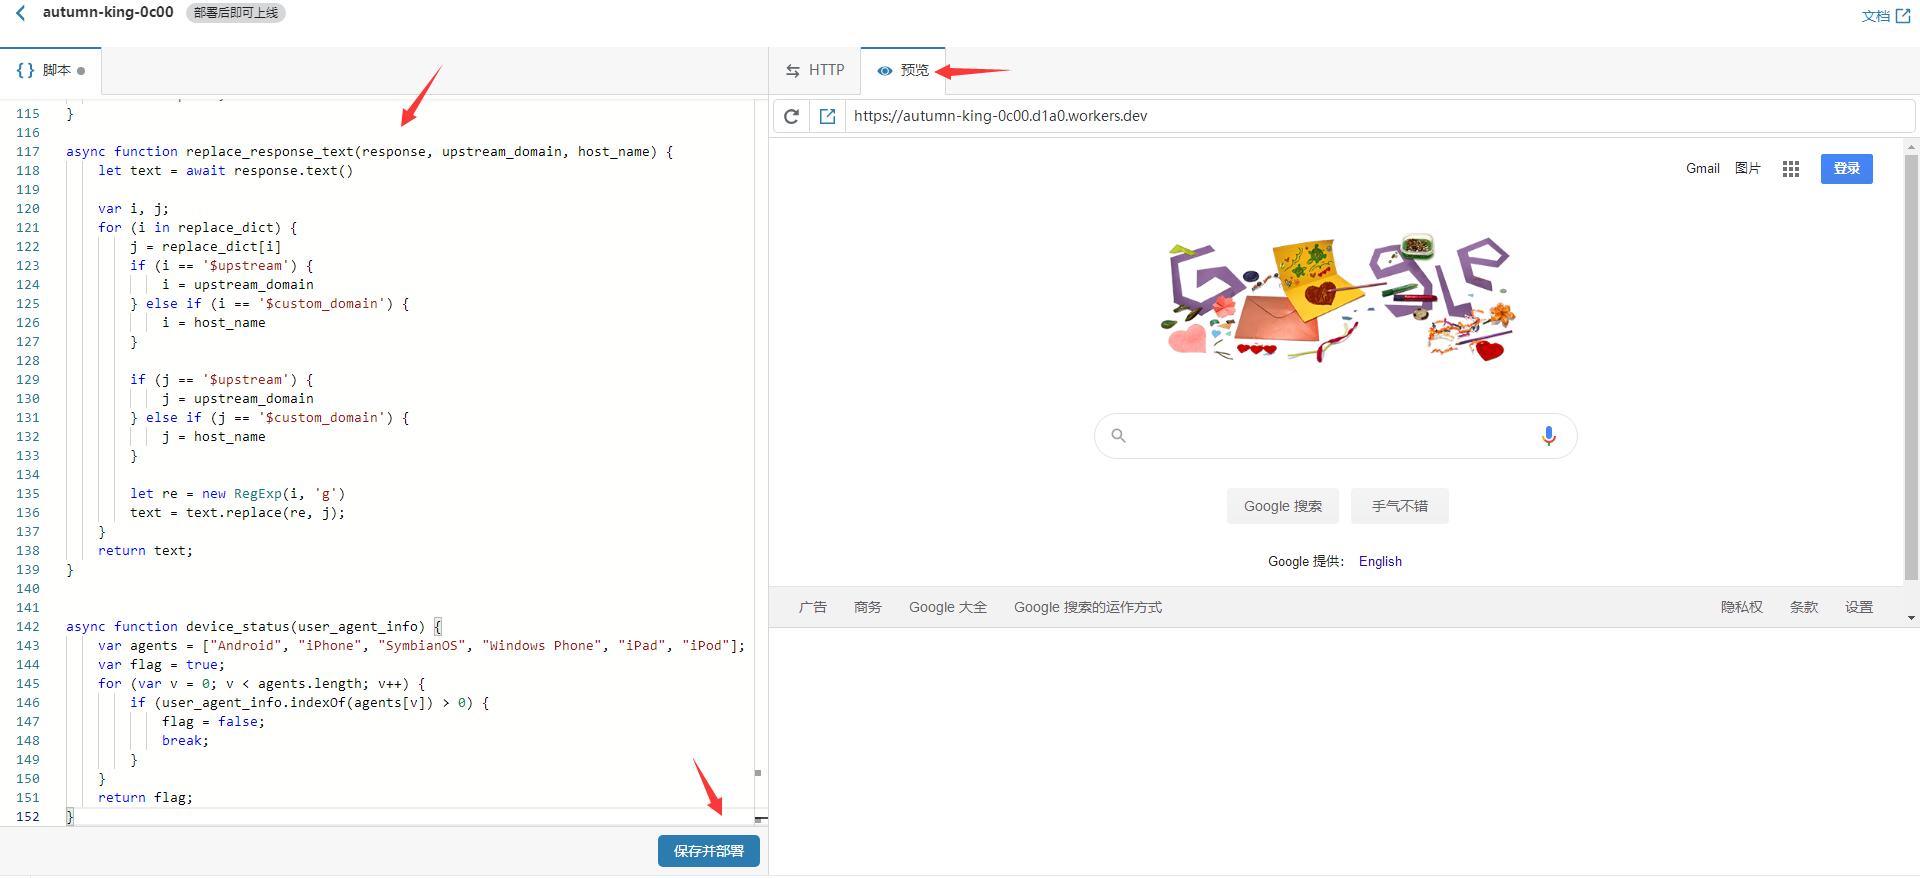 autumn-king-0c00 部署后即可上线
文档
{} 脚本
HTTP
预览
https://autumn-king-0c00.d1a0.workers.dev
115 }
116
117 async function replace_response_text(response, upstream_domain, host_name) {
118 let text = await response.text()
119
120 var i, j;
121 for (i in replace_dict) {
122 j = replace_dict[i]
123 if (i == '$upstream') {
124 i = upstream_domain
125 } else if (i == '$custom_domain') {
126 i = host_name
127 }
128
129 if (j == '$upstream') {
130 j = upstream_domain
131 } else if (j == '$custom_domain') {
132 j = host_name
133 }
134
135 let re = new RegExp(i, 'g')
136 text = text.replace(re, j);
137 }
138 return text;
139 }
140
141
142 async function device_status(user_agent_info) {
143 var agents = ["Android", "iPhone", "SymbianOS", "Windows Phone", "iPad", "iPod"];
144 var flag = true;
145 for (var v = 0; v < agents.length; v++) {
146 if (user_agent_info.indexOf(agents[v]) > 0) {
147 flag = false;
148 break;
149 }
150 }
151 return flag;
152 }
保存并部署
Gmail 图片 登录
Google
Google 搜索 手气不错
Google 提供: English
广告 商务 Google 大全 Google 搜索的运作方式 隐私权 条款 设置